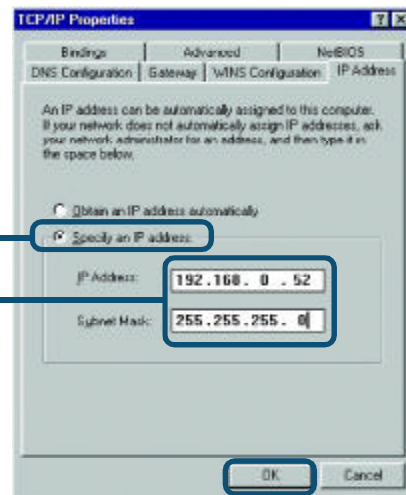 TCP/IP Properties
Bindings Advanced NetBIOS
DNS Configuration Gateway WINS Configuration IP Address
An IP address can be automatically assigned to this computer.
If your network does not automatically assign IP addresses, ask
your network administrator for an address, and then type it in
the space below.
Obtain an IP address automatically
Specify an IP address:
IP Address: 192.168. 0 .52
Subnet Mask: 255.255.255. 0
OK Cancel